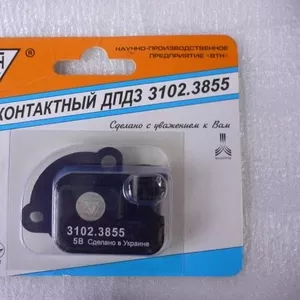 ®
НАУЧНО-ПРОИЗВОДСТВЕННОЕ
ПРЕДПРИЯТИЕ «ВТН»
КОНТАКТНЫЙ ДПДЗ 3102.3855
Сделано с уважением к Вам
3102.3855
5В Сделано в Украине